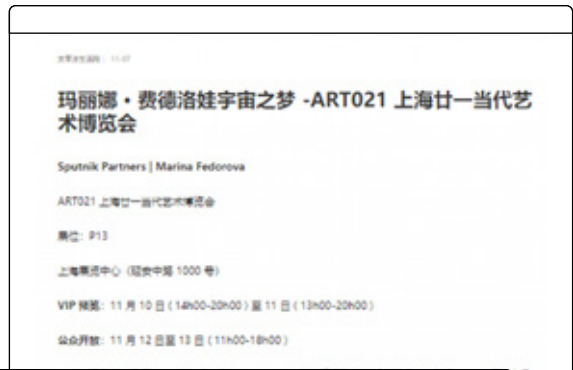 11-07
玛丽娜·费德洛娃宇宙之梦 -ART021 上海廿一当代艺
术博览会
Sputnik Partners | Marina Fedorova
ART021 上海廿一当代艺术博览会
展位: P13
上海展览中心（延安中路 1000 号）
VIP 预览: 11 月 10 日 ( 14h00-20h00 ) 至 11 日 ( 13h00-20h00 )
公众开放: 11 月 12 日至 13 日 ( 11h00-18h00 )